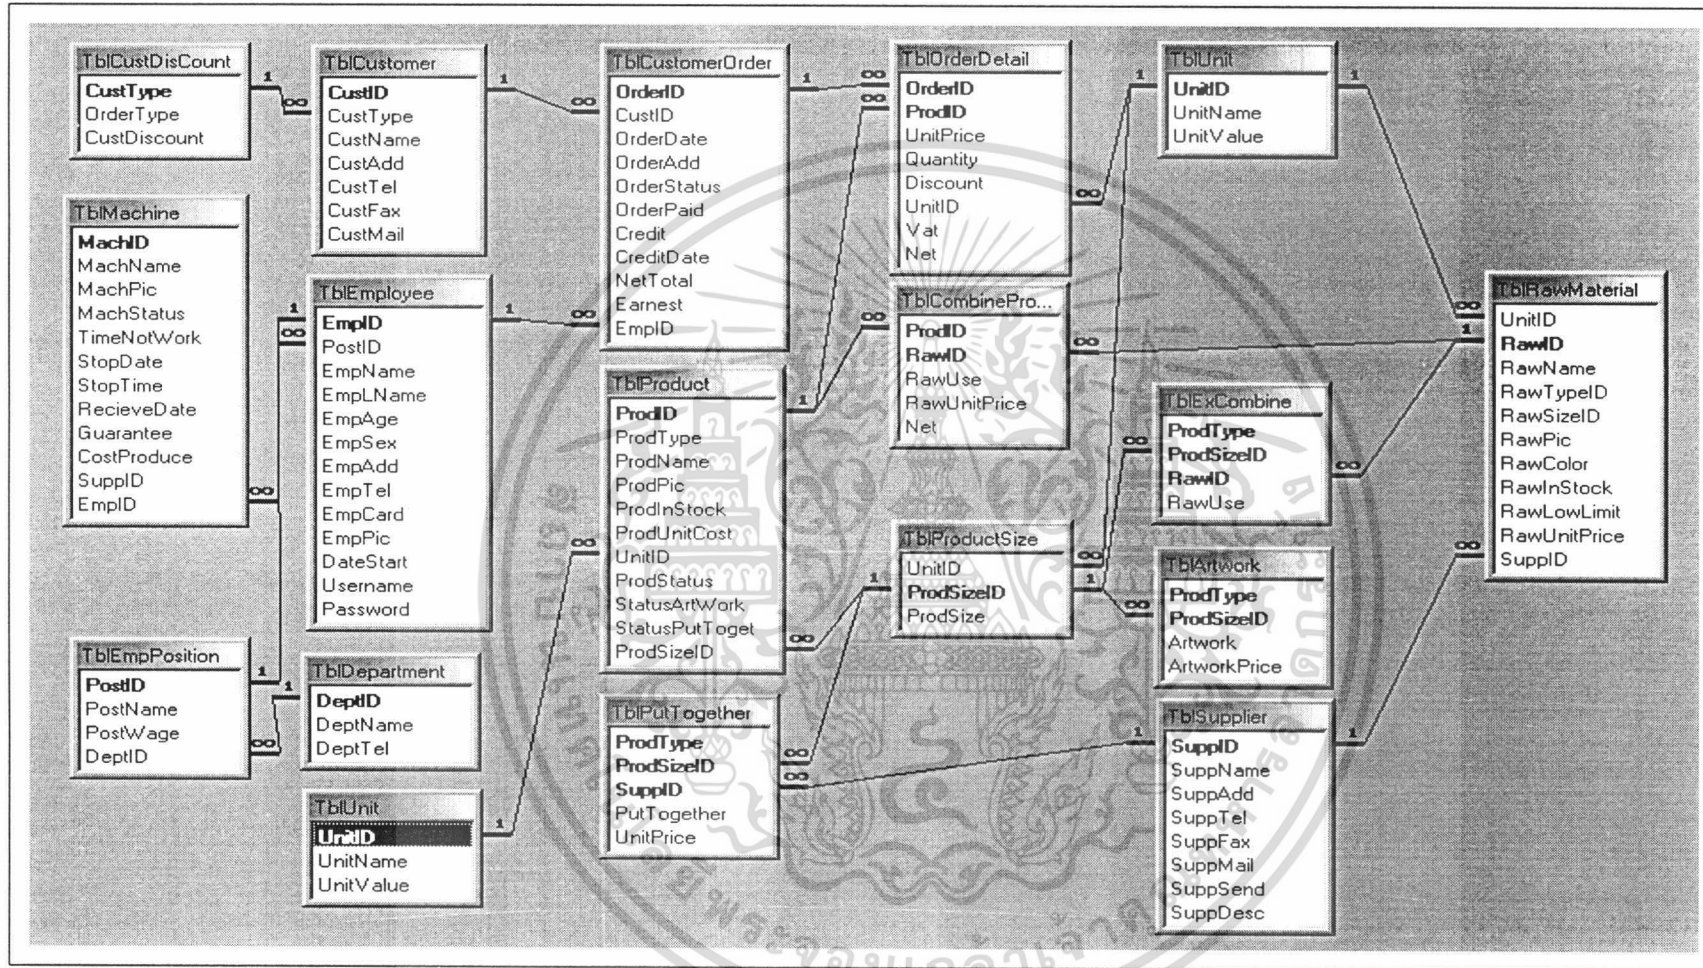 TblCustDisCount
CustType
OrderType
CustDiscount
TblCustomer
CustID
CustType
CustName
CustAdd
CustTel
CustFax
CustMail
TblCustomerOrder
OrderID
CustID
OrderDate
OrderAdd
OrderStatus
OrderPaid
Credit
CreditDate
NetTotal
Earnest
EmpID
TblOrderDetail
OrderID
ProdID
UnitPrice
Quantity
Discount
UnitID
Vat
Net
TblUnit
UnitID
UnitName
UnitValue
TblMachine
MachID
MachName
MachPic
MachStatus
TimeNotWork
StopDate
StopTime
RecieveDate
Guarantee
CostProduce
SuppID
EmpID
TblEmployee
EmpID
PostID
EmpName
EmpLName
EmpAge
EmpSex
EmpAdd
EmpTel
EmpCard
EmpPic
DateStart
Username
Password
TblProduct
ProdID
ProdType
ProdName
ProdPic
ProdInStock
ProdUnitCost
UnitID
ProdStatus
StatusArtWork
StatusPutToget
ProdSizeID
TblCombinePro...
ProdID
RawID
RawUse
RawUnitPrice
Net
TblExCombine
ProdType
ProdSizeID
RawID
RawUse
TblRawMaterial
UnitID
RawID
RawName
RawTypeID
RawSizeID
RawPic
RawColor
RawInStock
RawLowLimit
RawUnitPrice
SuppID
TblProductSize
UnitID
ProdSizeID
ProdSize
TblArtwork
ProdType
ProdSizeID
Artwork
ArtworkPrice
TblEmpPosition
PostID
PostName
PostWage
DeptID
TblDepartment
DeptID
DeptName
DeptTel
TblPutTogether
ProdType
ProdSizeID
SuppID
PutTogether
UnitPrice
TblSupplier
SuppID
SuppName
SuppAdd
SuppTel
SuppFax
SuppMail
SuppSend
SuppDesc
TblUnit
UnitID
UnitName
UnitValue